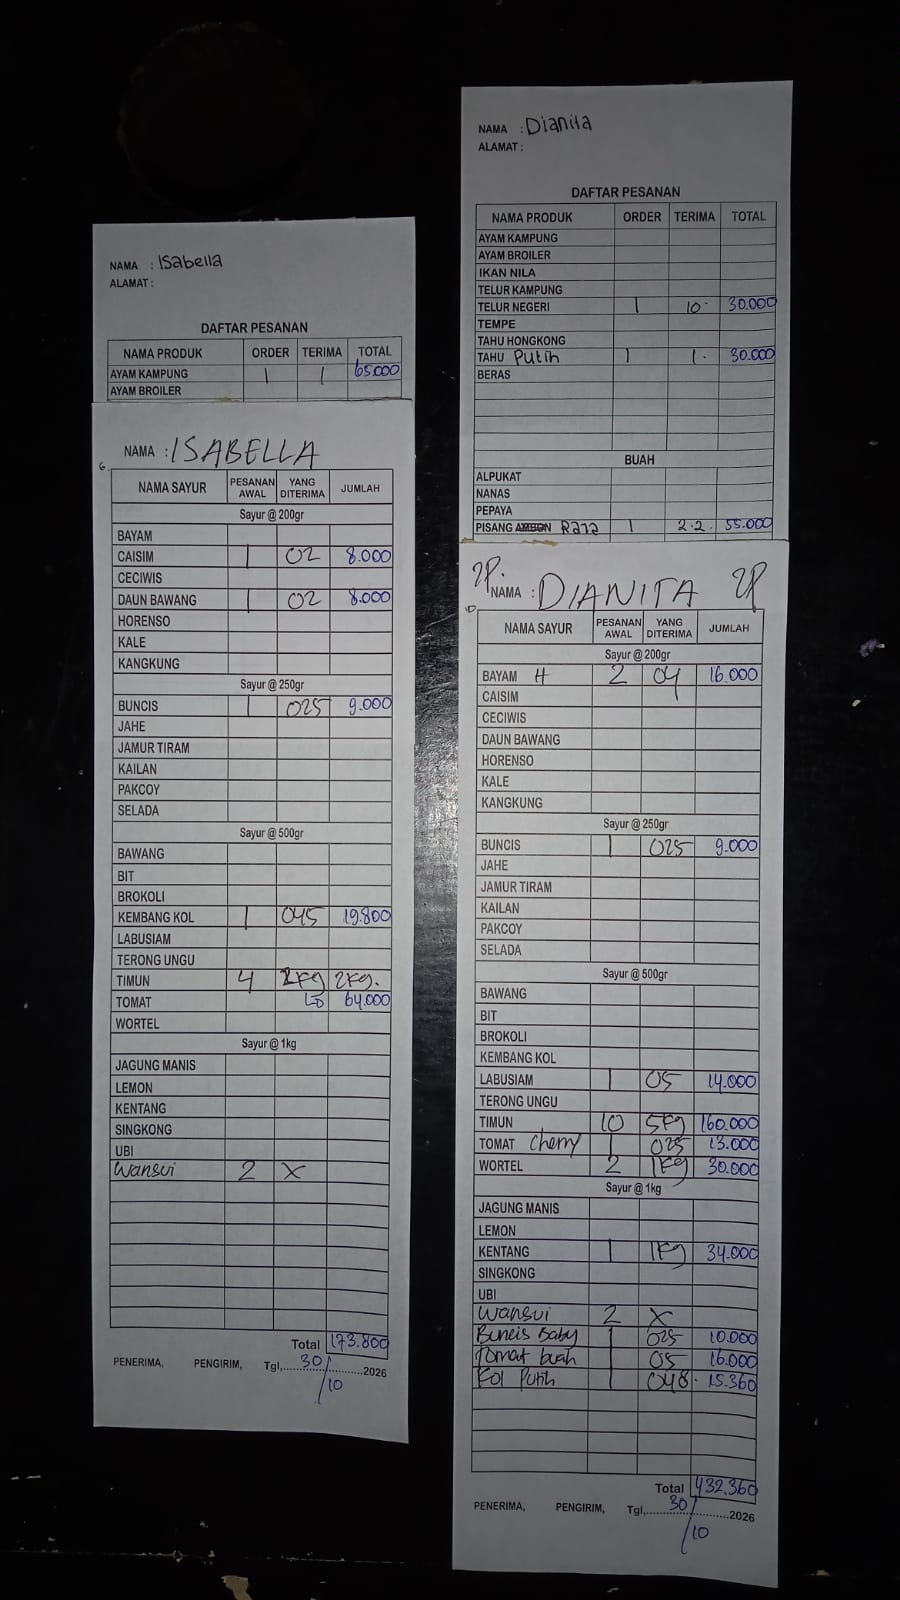 NAMA : Isabella
ALAMAT :
DAFTAR PESANAN
NAMA PRODUK ORDER TERIMA TOTAL
AYAM KAMPUNG 1 1 65.000
AYAM BROILER
NAMA : ISABELLA
6.
NAMA SAYUR PESANAN AWAL YANG DITERIMA JUMLAH
Sayur @ 200gr
BAYAM
CAISIM 1 02 8.000
CECIWIS
DAUN BAWANG 1 02 8.000
HORENSO
KALE
KANGKUNG
Sayur @ 250gr
BUNCIS 1 025 9.000
JAHE
JAMUR TIRAM
KAILAN
PAKCOY
SELADA
Sayur @ 500gr
BAWANG
BIT
BROKOLI
KEMBANG KOL 1 045 19.800
LABUSIAM
TERONG UNGU
TIMUN 4 2kg 2kg.
TOMAT 64.000
WORTEL
Sayur @ 1kg
JAGUNG MANIS
LEMON
KENTANG
SINGKONG
UBI
Wansui 2 X
Total 173.800
PENERIMA, PENGIRIM, Tgl,......30/10......2026
NAMA : Dianita
ALAMAT :
DAFTAR PESANAN
NAMA PRODUK ORDER TERIMA TOTAL
AYAM KAMPUNG
AYAM BROILER
IKAN NILA
TELUR KAMPUNG
TELUR NEGERI 1 10. 30.000
TEMPE
TAHU HONGKONG
TAHU Putih 1 1. 30.000
BERAS
BUAH
ALPUKAT
NANAS
PEPAYA
PISANG AMBON Raja 1 2.2. 55.000
2P. NAMA : DIANITA 2P
10
NAMA SAYUR PESANAN AWAL YANG DITERIMA JUMLAH
Sayur @ 200gr
BAYAM H 2 04 16.000
CAISIM
CECIWIS
DAUN BAWANG
HORENSO
KALE
KANGKUNG
Sayur @ 250gr
BUNCIS 1 025 9.000
JAHE
JAMUR TIRAM
KAILAN
PAKCOY
SELADA
Sayur @ 500gr
BAWANG
BIT
BROKOLI
KEMBANG KOL
LABUSIAM 1 05 14.000
TERONG UNGU
TIMUN 10 5kg 160.000
TOMAT Cherry 1 025 13.000
WORTEL 2 1kg 30.000
Sayur @ 1kg
JAGUNG MANIS
LEMON
KENTANG 1 1kg 34.000
SINGKONG
UBI
Wansui 2 X
Buncis Baby 1 025 10.000
Tomat buah 1 05 16.000
Kol Putih 1 048. 15.360
Total 432.360
PENERIMA, PENGIRIM, Tgl,......30/10......2026